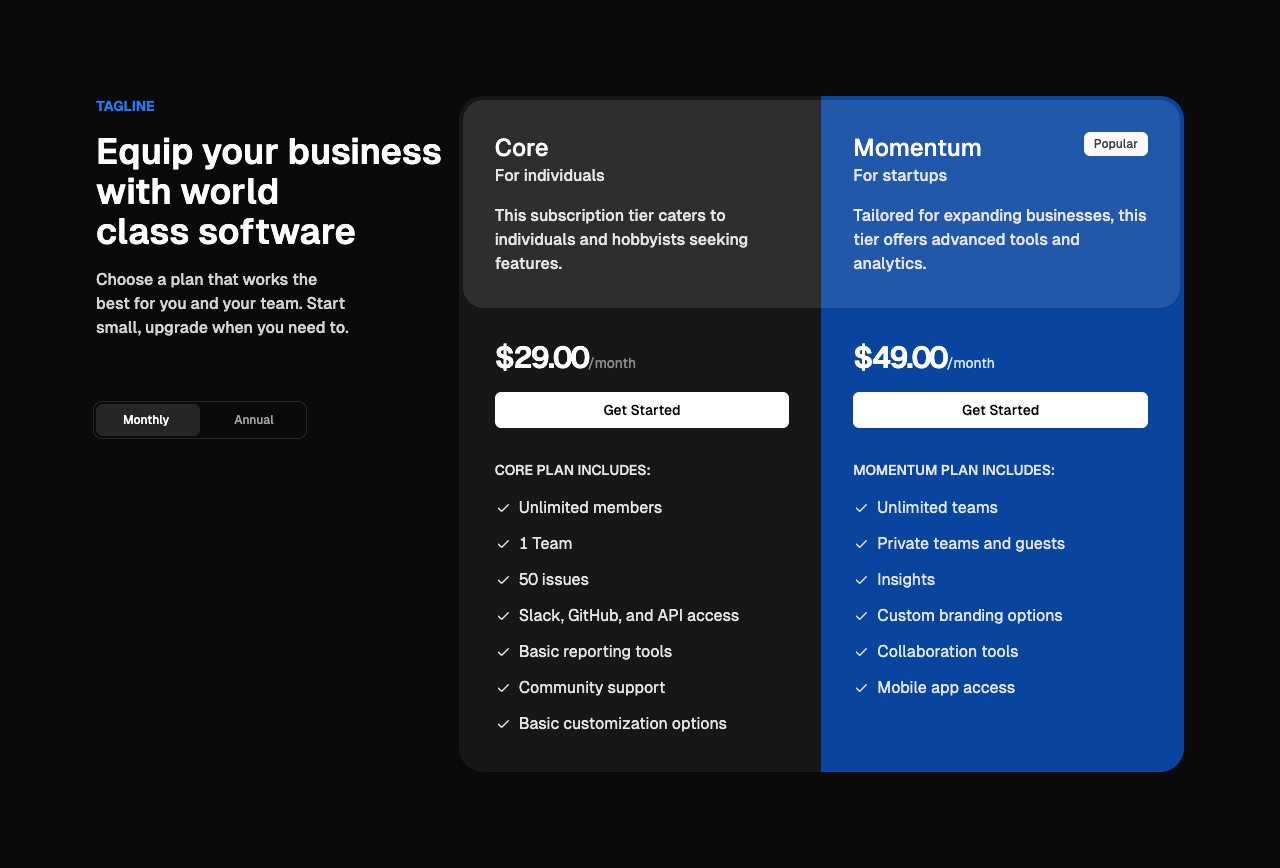 TAGLINE
Equip your business
with world
class software
Choose a plan that works the
best for you and your team. Start
small, upgrade when you need to.
Monthly
Annual
Core
For individuals
This subscription tier caters to
individuals and hobbyists seeking
features.
$29.00/month
Get Started
CORE PLAN INCLUDES:
Unlimited members
1 Team
50 issues
Slack, GitHub, and API access
Basic reporting tools
Community support
Basic customization options
Momentum
Popular
For startups
Tailored for expanding businesses, this
tier offers advanced tools and
analytics.
$49.00/month
Get Started
MOMENTUM PLAN INCLUDES:
Unlimited teams
Private teams and guests
Insights
Custom branding options
Collaboration tools
Mobile app access